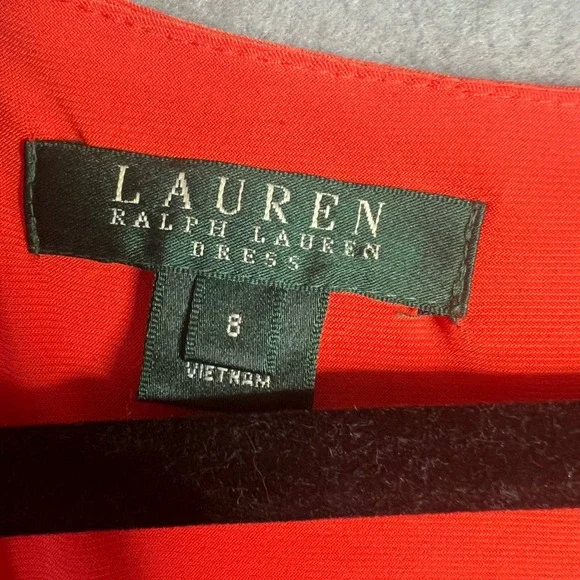 LAUREN
RALPH LAUREN
DRESS
8
VIETNAM